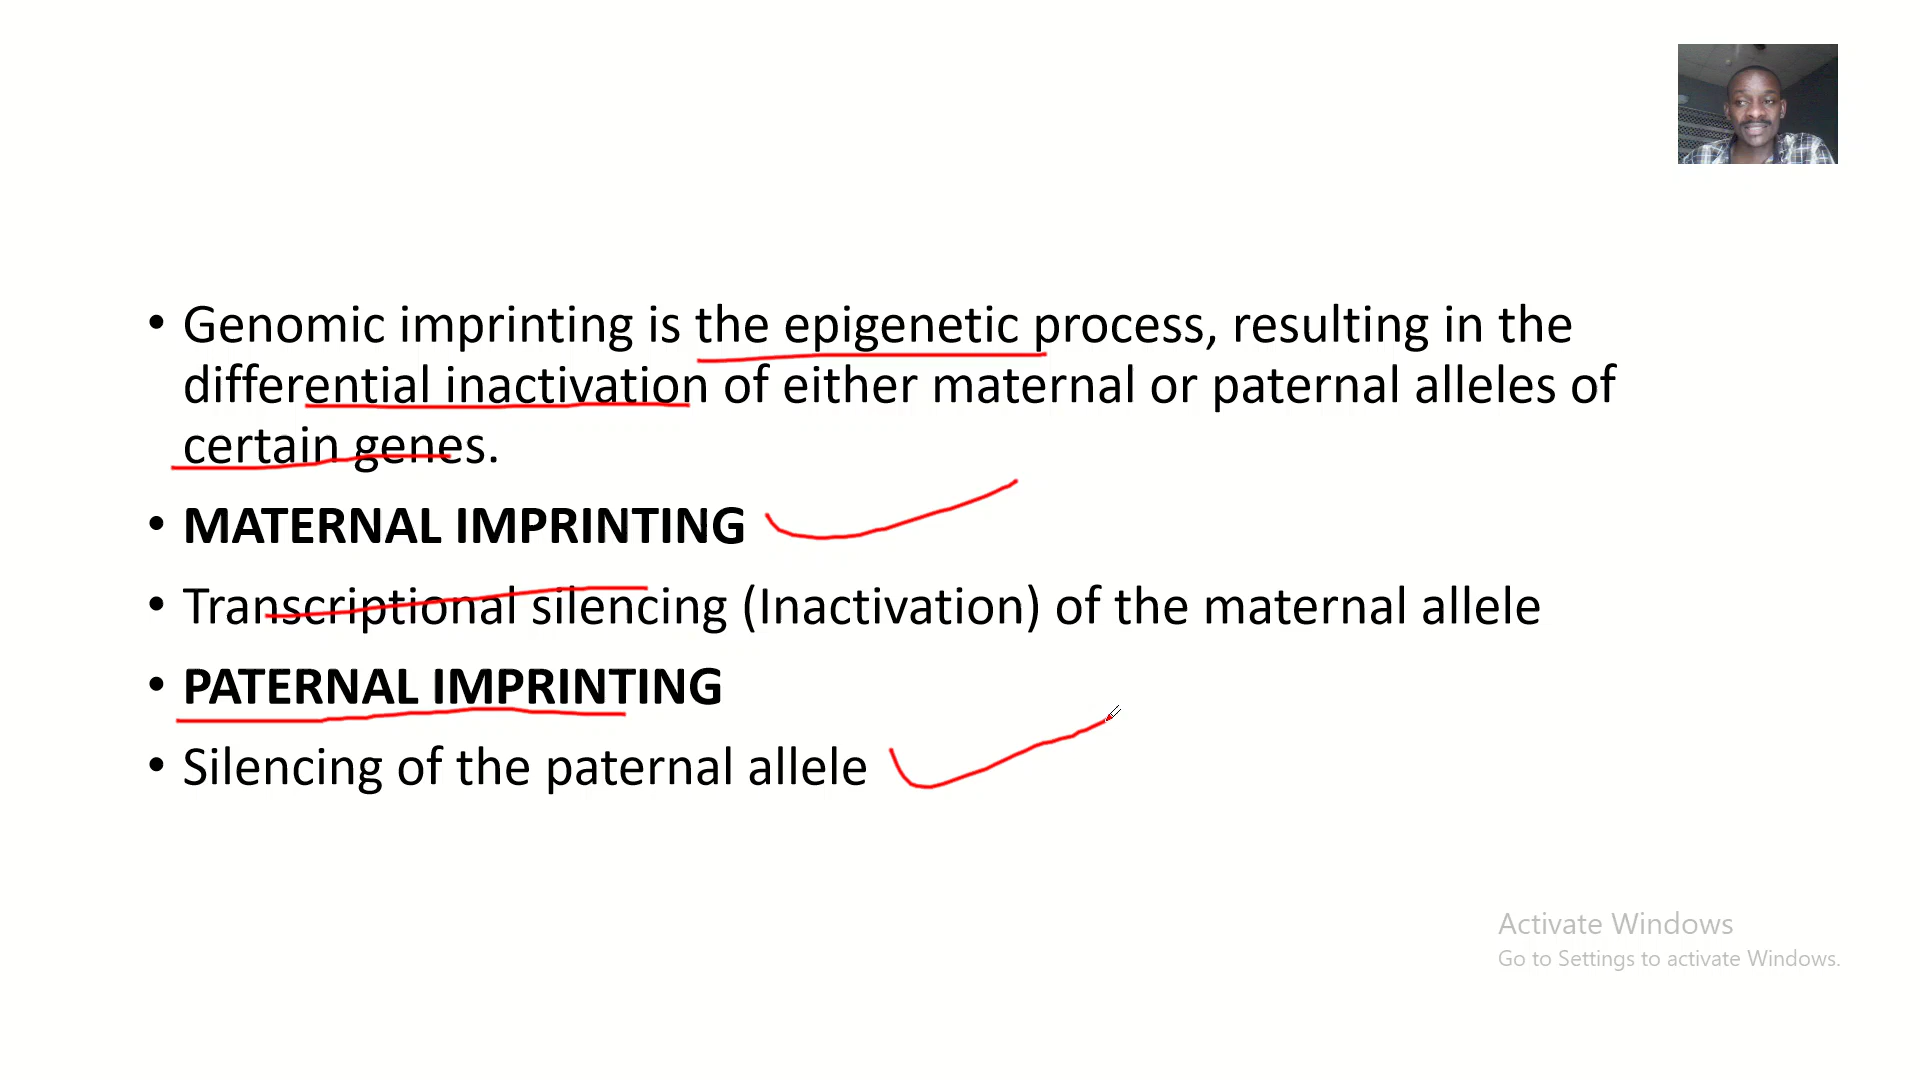 • Genomic imprinting is the epigenetic process, resulting in the
differential inactivation of either maternal or paternal alleles of
certain genes.
• MATERNAL IMPRINTING
• Transcriptional silencing (Inactivation) of the maternal allele
• PATERNAL IMPRINTING
• Silencing of the paternal allele
Activate Windows
Go to Settings to activate Windows.